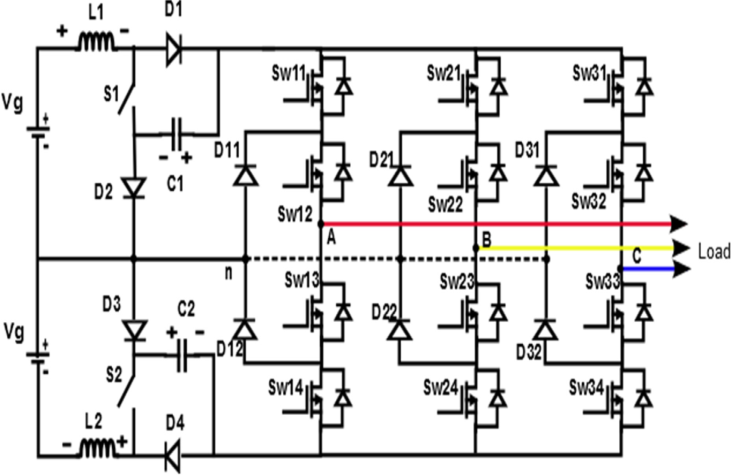 L1
D1
+
-
Sw11
Sw21
Sw31
S1
Vg
+
-
-
+
C1
D11
D21
D31
D2
Sw12
Sw22
Sw32
A
B
C
Load
n
Sw13
Sw23
Sw33
D3
C2
+
-
D12
D22
D32
Vg
+
-
S2
Sw14
Sw24
Sw34
L2
-
+
D4